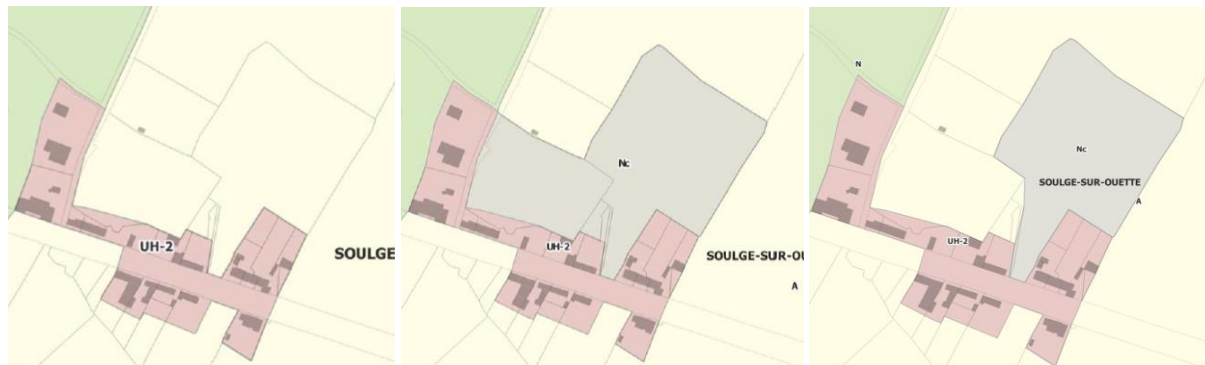 UH-2
SOULGE
Nc
UH-2
SOULGE-SUR-OU
A
N
Nc
SOULGE-SUR-OUETTE
A
UH-2